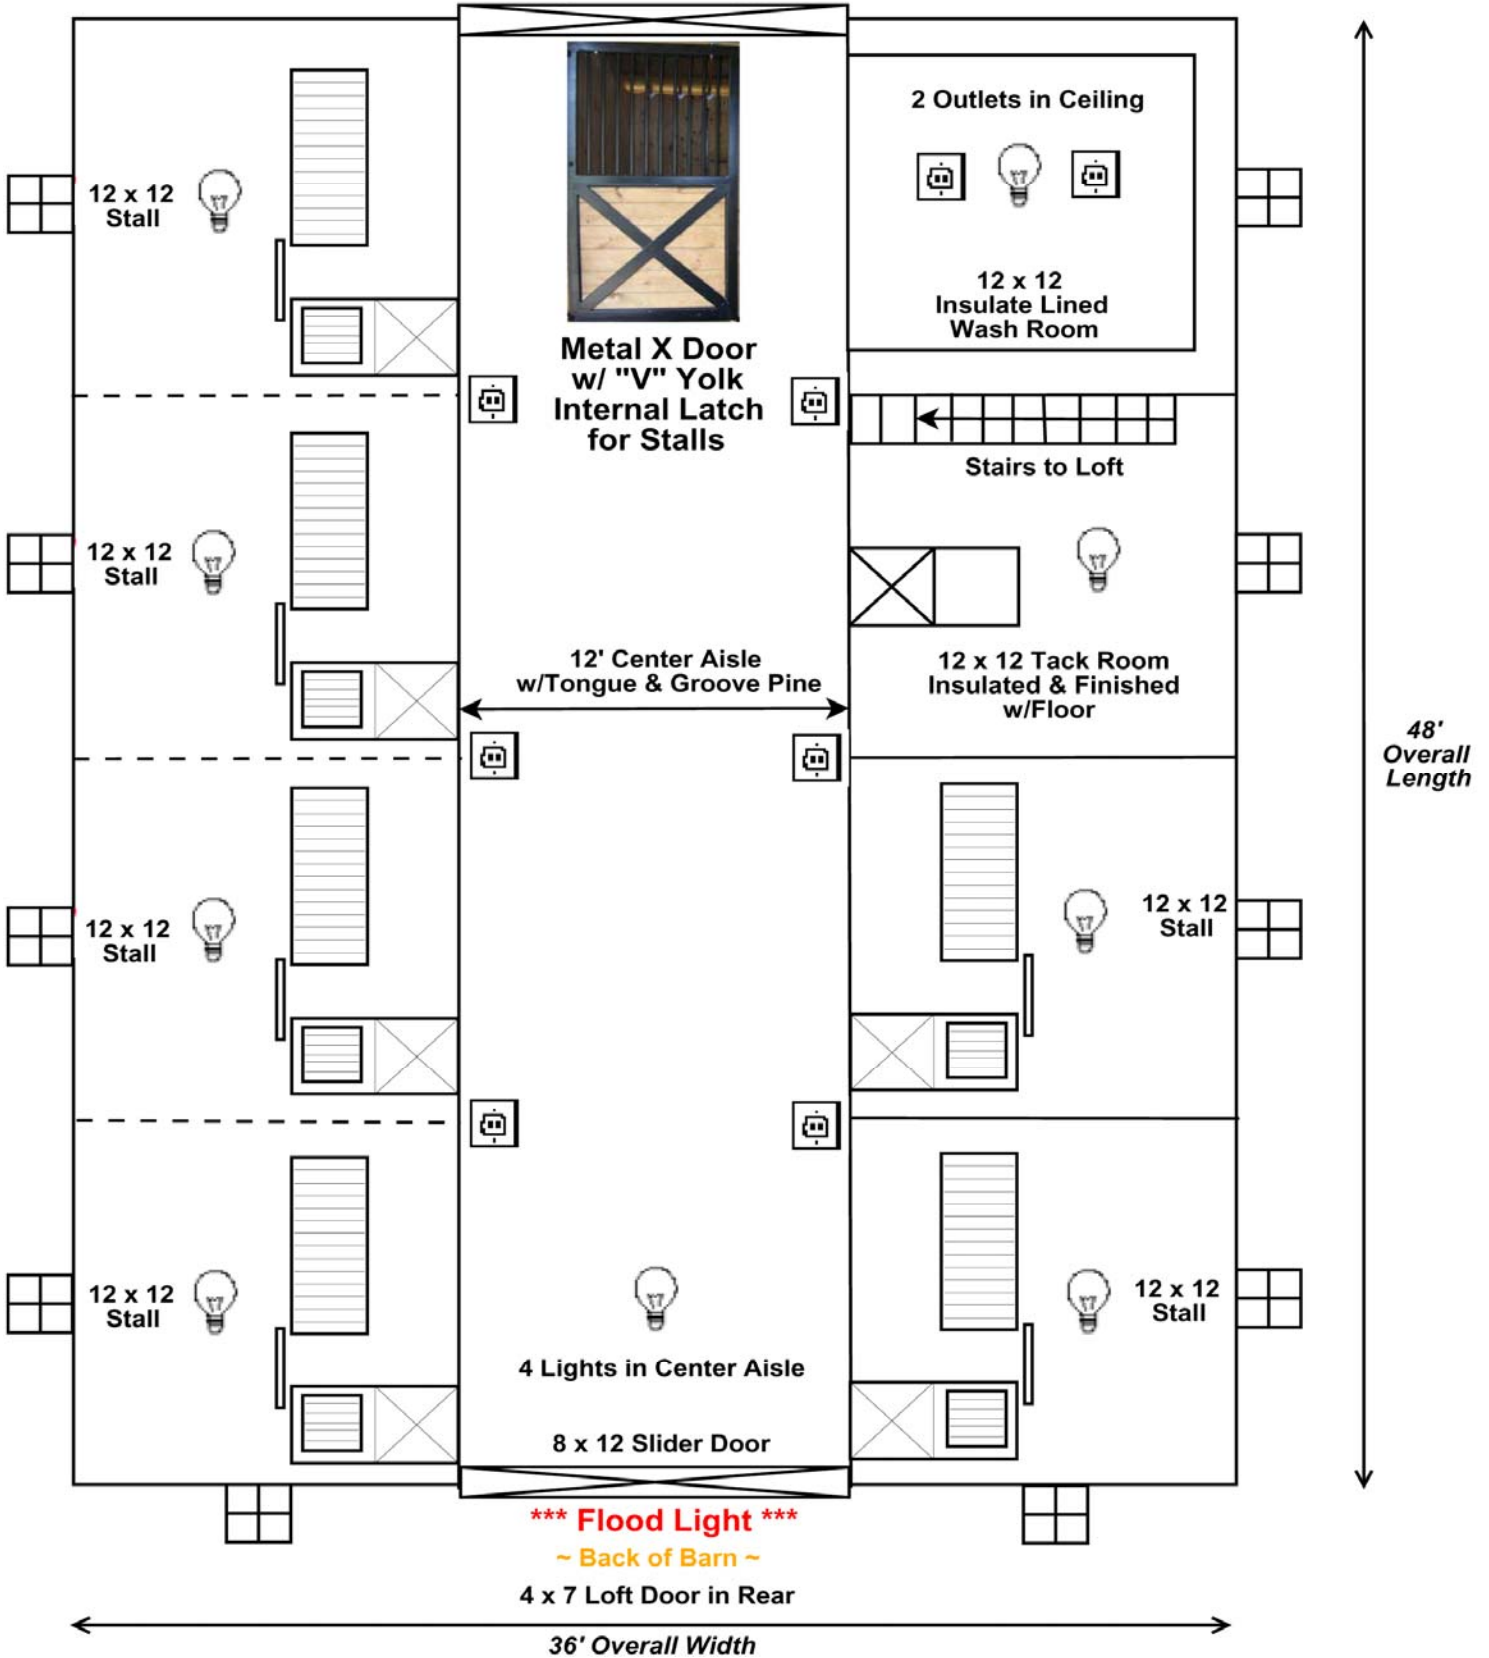 2 Outlets in Ceiling
12 x 12
Stall
12 x 12
Insulate Lined
Wash Room
Metal X Door
w/ "V" Yolk
Internal Latch
for Stalls
Stairs to Loft
12 x 12
Stall
12' Center Aisle
w/Tongue & Groove Pine
12 x 12 Tack Room
Insulated & Finished
w/Floor
48'
Overall
Length
12 x 12
Stall
12 x 12
Stall
12 x 12
Stall
12 x 12
Stall
4 Lights in Center Aisle
8 x 12 Slider Door
*** Flood Light ***
~ Back of Barn ~
4 x 7 Loft Door in Rear
36' Overall Width